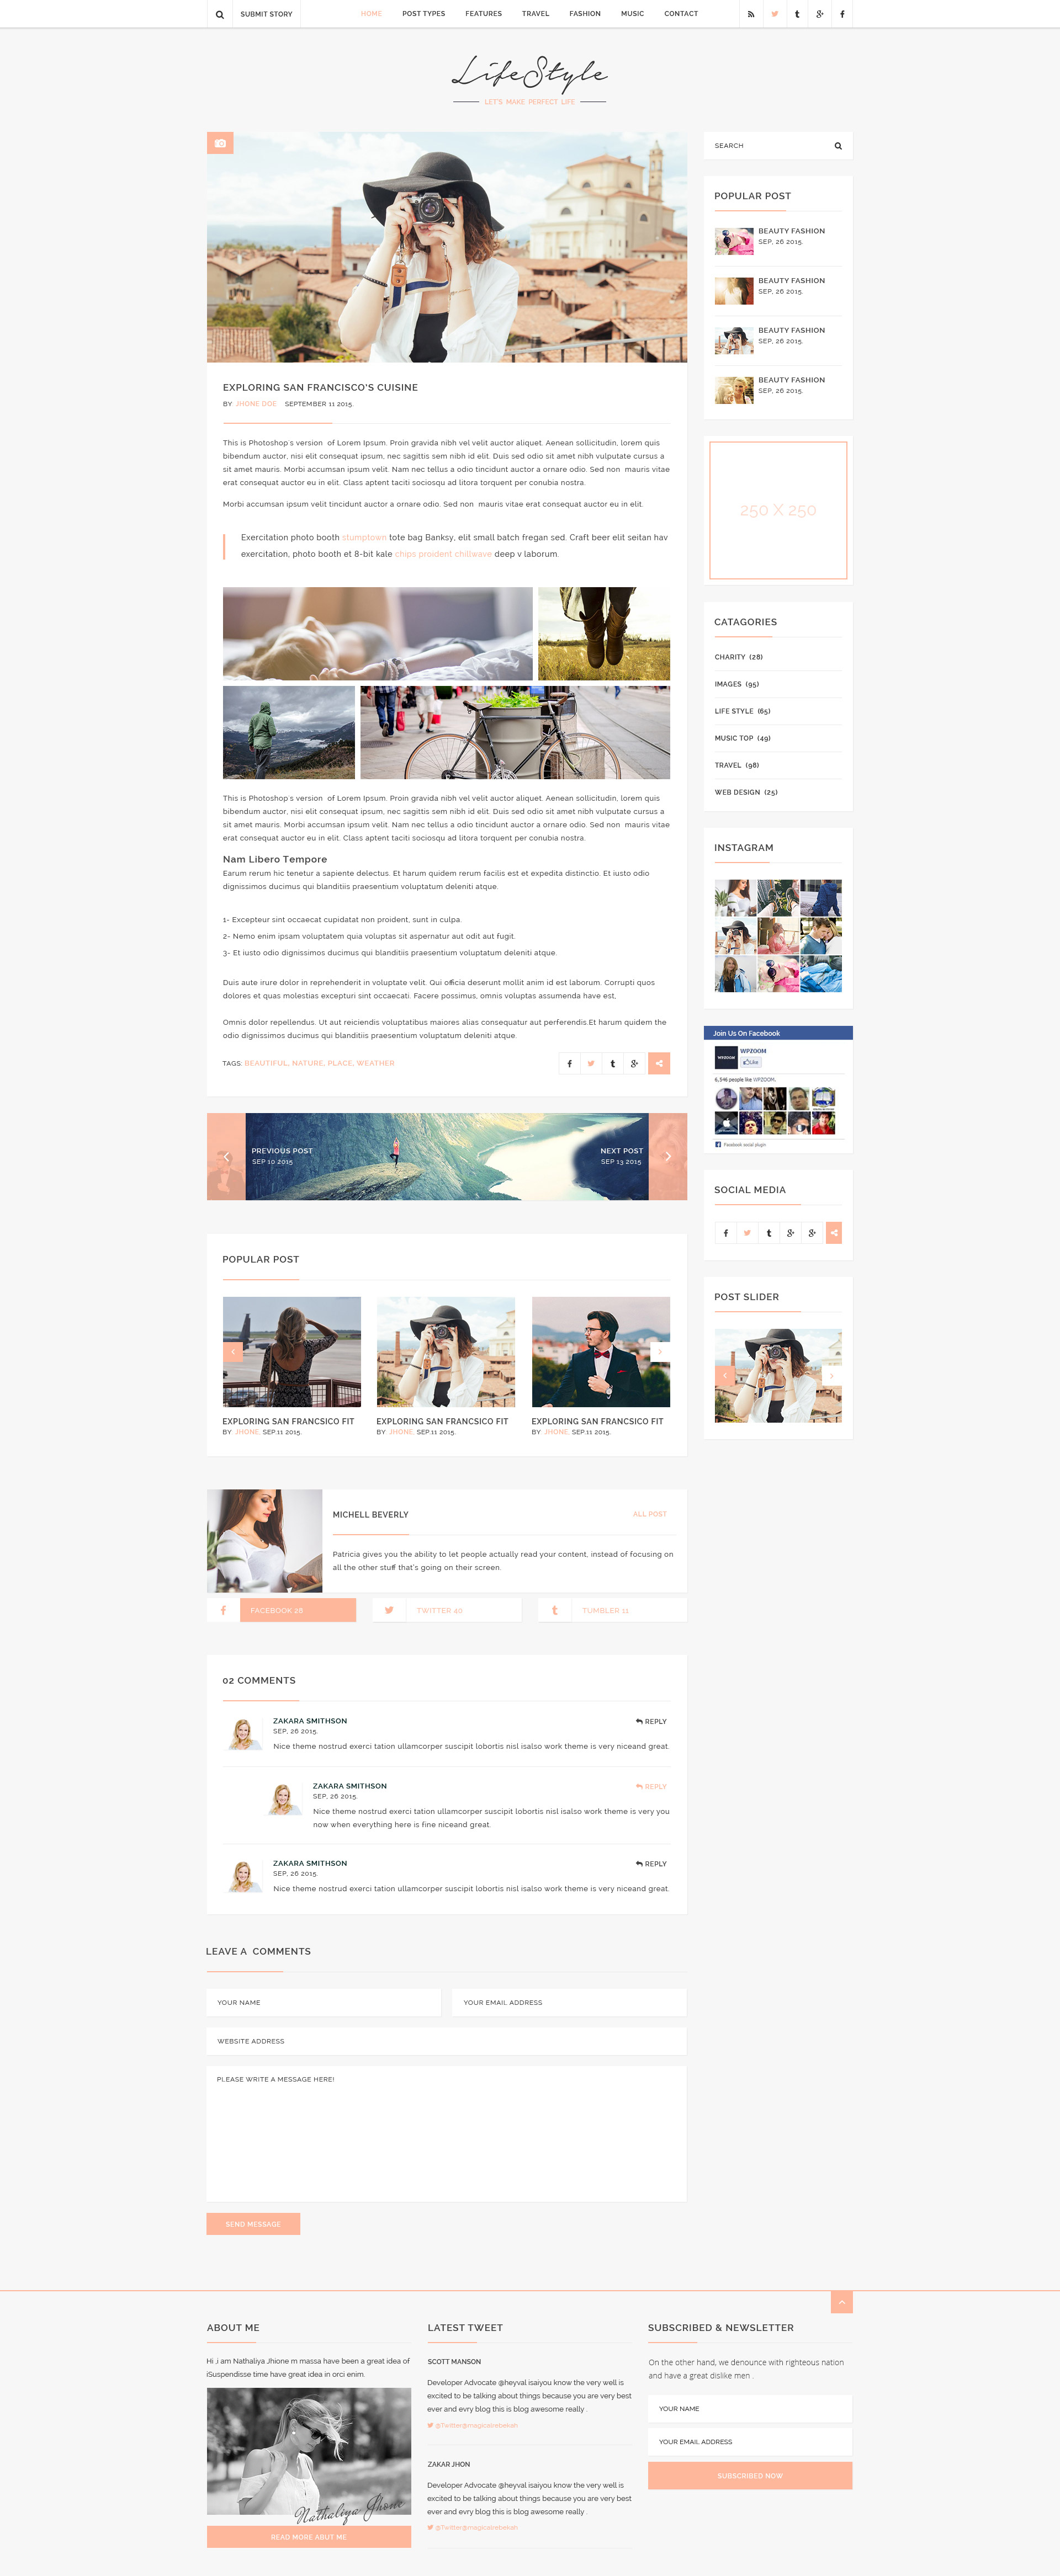 SUBMIT STORY
HOME POST TYPES FEATURES TRAVEL FASHION MUSIC CONTACT
LifeStyle
LET'S MAKE PERFECT LIFE
EXPLORING SAN FRANCISCO'S CUISINE
BY JHONE DOE SEPTEMBER 11 2015.
This is Photoshop's version of Lorem Ipsum. Proin gravida nibh vel velit auctor aliquet. Aenean sollicitudin, lorem quis
bibendum auctor, nisi elit consequat ipsum, nec sagittis sem nibh id elit. Duis sed odio sit amet nibh vulputate cursus a
sit amet mauris. Morbi accumsan ipsum velit. Nam nec tellus a odio tincidunt auctor a ornare odio. Sed non mauris vitae
erat consequat auctor eu in elit. Class aptent taciti sociosqu ad litora torquent per conubia nostra.
Morbi accumsan ipsum velit tincidunt auctor a ornare odio. Sed non mauris vitae erat consequat auctor eu in elit.
Exercitation photo booth stumptown tote bag Banksy, elit small batch fregan sed. Craft beer elit seitan hav
exercitation, photo booth et 8-bit kale chips proident chillwave deep v laborum.
This is Photoshop's version of Lorem Ipsum. Proin gravida nibh vel velit auctor aliquet. Aenean sollicitudin, lorem quis
bibendum auctor, nisi elit consequat ipsum, nec sagittis sem nibh id elit. Duis sed odio sit amet nibh vulputate cursus a
sit amet mauris. Morbi accumsan ipsum velit. Nam nec tellus a odio tincidunt auctor a ornare odio. Sed non mauris vitae
erat consequat auctor eu in elit. Class aptent taciti sociosqu ad litora torquent per conubia nostra.
Nam Libero Tempore
Earum rerum hic tenetur a sapiente delectus. Et harum quidem rerum facilis est et expedita distinctio. Et iusto odio
dignissimos ducimus qui blanditiis praesentium voluptatum deleniti atque.
1- Excepteur sint occaecat cupidatat non proident, sunt in culpa.
2- Nemo enim ipsam voluptatem quia voluptas sit aspernatur aut odit aut fugit.
3- Et iusto odio dignissimos ducimus qui blanditiis praesentium voluptatum deleniti atque.
Duis aute irure dolor in reprehenderit in voluptate velit. Qui officia deserunt mollit anim id est laborum. Corrupti quos
dolores et quas molestias excepturi sint occaecati. Facere possimus, omnis voluptas assumenda have est,
Omnis dolor repellendus. Ut aut reiciendis voluptatibus maiores alias consequatur aut perferendis.Et harum quidem the
odio dignissimos ducimus qui blanditiis praesentium voluptatum deleniti atque.
TAGS: BEAUTIFUL, NATURE, PLACE, WEATHER
PREVIOUS POST
SEP 10 2015
NEXT POST
SEP 13 2015
POPULAR POST
EXPLORING SAN FRANCSICO FIT
BY: JHONE, SEP.11 2015.
EXPLORING SAN FRANCSICO FIT
BY: JHONE, SEP.11 2015.
EXPLORING SAN FRANCSICO FIT
BY: JHONE, SEP.11 2015.
MICHELL BEVERLY
ALL POST
Patricia gives you the ability to let people actually read your content, instead of focusing on
all the other stuff that's going on their screen.
FACEBOOK 28
TWITTER 40
TUMBLER 11
02 COMMENTS
ZAKARA SMITHSON
REPLY
SEP, 26 2015.
Nice theme nostrud exerci tation ullamcorper suscipit lobortis nisl isalso work theme is very niceand great.
ZAKARA SMITHSON
REPLY
SEP, 26 2015.
Nice theme nostrud exerci tation ullamcorper suscipit lobortis nisl isalso work theme is very you
now when everything here is fine niceand great.
ZAKARA SMITHSON
REPLY
SEP, 26 2015.
Nice theme nostrud exerci tation ullamcorper suscipit lobortis nisl isalso work theme is very niceand great.
LEAVE A COMMENTS
YOUR NAME
YOUR EMAIL ADDRESS
WEBSITE ADDRESS
PLEASE WRITE A MESSAGE HERE!
SEND MESSAGE
SEARCH
POPULAR POST
BEAUTY FASHION
SEP, 26 2015.
BEAUTY FASHION
SEP, 26 2015.
BEAUTY FASHION
SEP, 26 2015.
BEAUTY FASHION
SEP, 26 2015.
250 X 250
CATAGORIES
CHARITY (28)
IMAGES (95)
LIFE STYLE (65)
MUSIC TOP (49)
TRAVEL (98)
WEB DESIGN (25)
INSTAGRAM
Join Us On Facebook
WPZOOM
WPZOOM
Like
6,546 people like WPZOOM.
Facebook social plugin
SOCIAL MEDIA
POST SLIDER
ABOUT ME
Hi ,i am Nathaliya Jhione m massa have been a great idea of
iSuspendisse time have great idea in orci enim.
Nathaliya Jhone
READ MORE ABUT ME
LATEST TWEET
SCOTT MANSON
Developer Advocate @heyval isaiyou know the very well is
excited to be talking about things because you are very best
ever and evry blog this is blog awesome really .
@Twitter@magicalrebekah
ZAKAR JHON
Developer Advocate @heyval isaiyou know the very well is
excited to be talking about things because you are very best
ever and evry blog this is blog awesome really .
@Twitter@magicalrebekah
SUBSCRIBED & NEWSLETTER
On the other hand, we denounce with righteous nation
and have a great dislike men .
YOUR NAME
YOUR EMAIL ADDRESS
SUBSCRIBED NOW